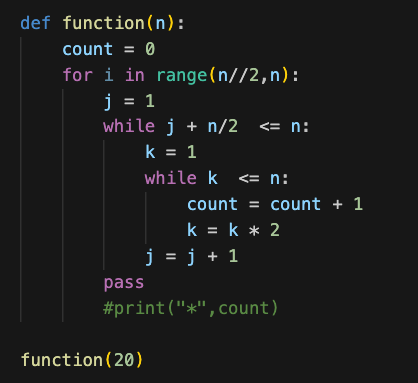 def function(n):
    count = 0
    for i in range(n//2,n):
        j = 1
        while j + n/2  <= n:
            k = 1
            while k  <= n:
                count = count + 1
                k = k * 2
            j = j + 1
        pass
        #print("*",count)

function(20)